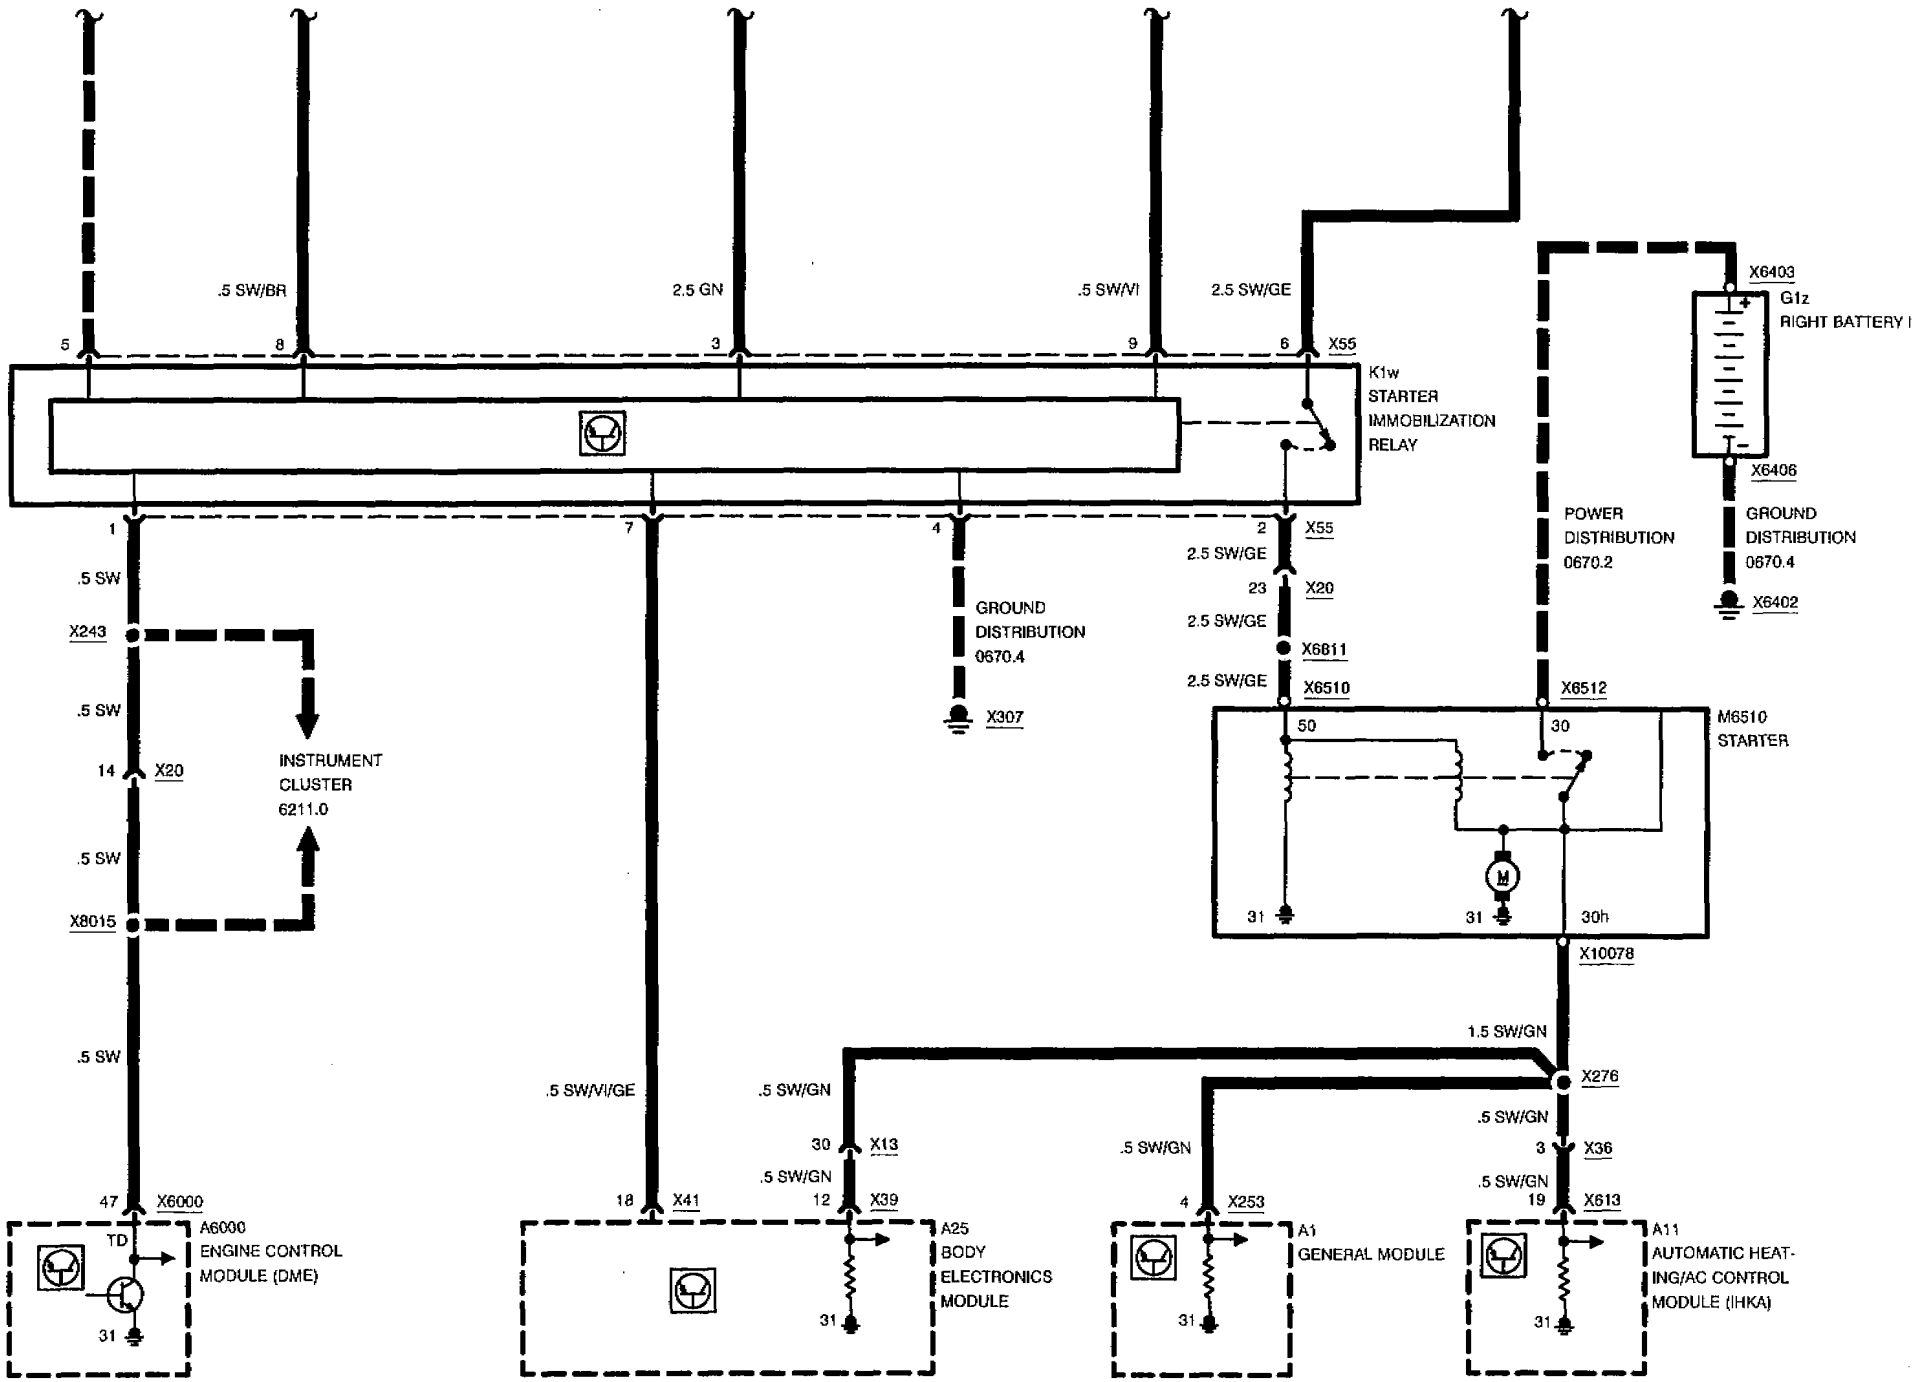 .5 SW/BR
2.5 GN
.5 SW/VI
2.5 SW/GE
X6403
G1z
RIGHT BATTERY I
+
5
8
3
9
6
X55
K1w
STARTER
IMMOBILIZATION
RELAY
-
X6406
1
7
4
2
X55
POWER
DISTRIBUTION
0670.2
GROUND
DISTRIBUTION
0670.4
X6402
.5 SW
2.5 SW/GE
23
X20
GROUND
DISTRIBUTION
0670.4
X307
2.5 SW/GE
X6811
X243
2.5 SW/GE
X6510
X6512
.5 SW
50
30
M6510
STARTER
14
X20
INSTRUMENT
CLUSTER
6211.0
.5 SW
M
X8015
31
31
30h
X10078
1.5 SW/GN
.5 SW
X276
.5 SW/VI/GE
.5 SW/GN
.5 SW/GN
30
X13
.5 SW/GN
3
X36
.5 SW/GN
.5 SW/GN
47
X6000
18
X41
12
X39
4
X253
19
X613
A6000
ENGINE CONTROL
MODULE (DME)
TD
31
A25
BODY
ELECTRONICS
MODULE
31
A1
GENERAL MODULE
31
A11
AUTOMATIC HEAT-
ING/AC CONTROL
MODULE (IHKA)
31